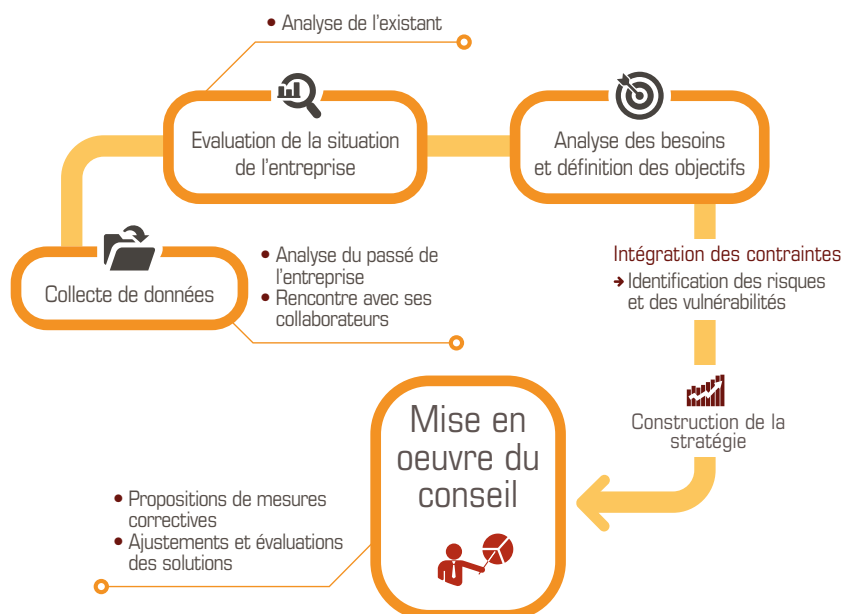 • Analyse de l'existant
Evaluation de la situation
de l'entreprise
Analyse des besoins
et définition des objectifs
Collecte de données
• Analyse du passé de
l'entreprise
• Rencontre avec ses
collaborateurs
Intégration des contraintes
→ Identification des risques
et des vulnérabilités
Construction de la
stratégie
Mise en
oeuvre du
conseil
• Propositions de mesures
correctives
• Ajustements et évaluations
des solutions